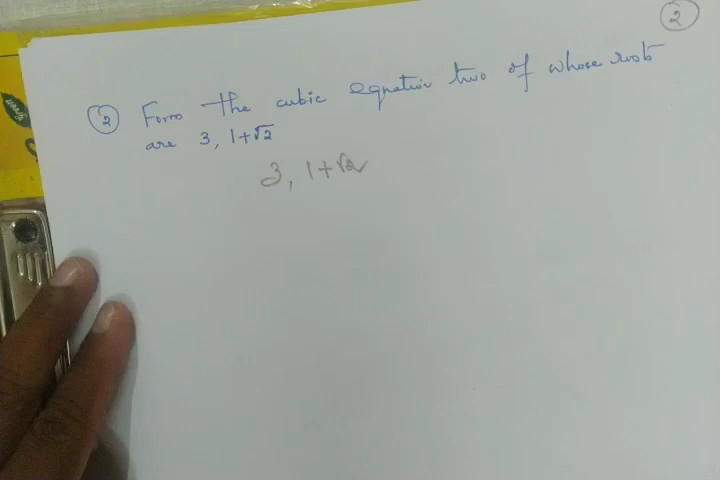 2
② Form the cubic equation two of whose roots
are 3, 1+√2
3, 1+√2